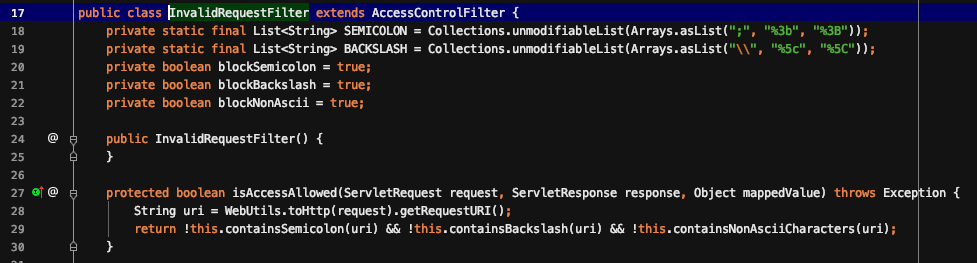 17 public class InvalidRequestFilter extends AccessControlFilter {
18 private static final List<String> SEMICOLON = Collections.unmodifiableList(Arrays.asList(";", "%3b", "%3B"));
19 private static final List<String> BACKSLASH = Collections.unmodifiableList(Arrays.asList("\\", "%5c", "%5C"));
20 private boolean blockSemicolon = true;
21 private boolean blockBackslash = true;
22 private boolean blockNonAscii = true;
23
24 @ public InvalidRequestFilter() {
25 }
26
27 @ protected boolean isAccessAllowed(ServletRequest request, ServletResponse response, Object mappedValue) throws Exception {
28 String uri = WebUtils.toHttp(request).getRequestURI();
29 return !this.containsSemicolon(uri) && !this.containsBackslash(uri) && !this.containsNonAsciiCharacters(uri);
30 }